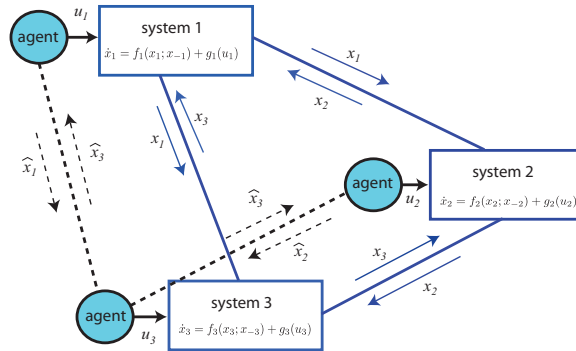 agent
u₁
system 1
ẋ₁ = f₁(x₁; x₋₁) + g₁(u₁)
x₁
x₂
x₁
x₃
x̂₁
x̂₃
agent
u₂
system 2
ẋ₂ = f₂(x₂; x₋₂) + g₂(u₂)
x̂₃
x̂₂
x₃
x₂
agent
u₃
system 3
ẋ₃ = f₃(x₃; x₋₃) + g₃(u₃)